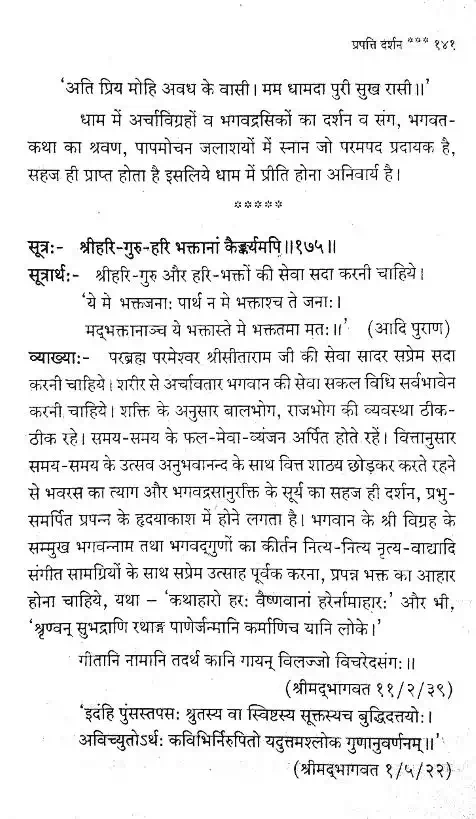 प्रपत्ति दर्शन *** १४१
‘अति प्रिय मोहि अवध के वासी। मम धामदा पुरी सुख रासी।।’
धाम में अर्चाविग्रहों व भगवद्रसिकों का दर्शन व संग, भगवत-
कथा का श्रवण, पापमोचन जलाशयों में स्नान जो परमपद प्रदायक है,
सहज ही प्राप्त होता है इसलिये धाम में प्रीति होना अनिवार्य है।
*****
सूत्र:- श्रीहरि-गुरु-हरि भक्तानां कैङ्कर्यमपि।।१७५।।
सूत्रार्थ:- श्रीहरि-गुरु और हरि-भक्तों की सेवा सदा करनी चाहिये।
‘ये मे भक्तजना: पार्थ न मे भक्ताश्च ते जना:।
मद्भक्तानाञ्च ये भक्तास्ते मे भक्ततमा मत:।।’ (आदि पुराण)
व्याख्या:- परब्रह्म परमेश्वर श्रीसीताराम जी की सेवा सादर सप्रेम सदा
करनी चाहिये। शरीर से अर्चावतार भगवान की सेवा सकल विधि सर्वभावेन
करनी चाहिये। शक्ति के अनुसार बालभोग, राजभोग की व्यवस्था ठीक-
ठीक रहे। समय-समय के फल-मेवा-व्यंजन अर्पित होते रहें। वित्तानुसार
समय-समय के उत्सव अनुभवानन्द के साथ वित्त शाठय छोड़कर करते रहने
से भवरस का त्याग और भगवद्रसानुरक्ति के सूर्य का सहज ही दर्शन, प्रभु-
समर्पित प्रपन्न के हृदयाकाश में होने लगता है। भगवान के श्री विग्रह के
सम्मुख भगवन्नाम तथा भगवद्गुणों का कीर्तन नित्य-नित्य नृत्य-वाद्यादि
संगीत सामग्रियों के साथ सप्रेम उत्साह पूर्वक करना, प्रपन्न भक्त का आहार
होना चाहिये, यथा – ‘कथाहारो हर: वैष्णवानां हरेर्नामाहार:’ और भी,
‘श्रृण्वन् सुभद्राणि रथाङ्ग पाणेर्जन्मानि कर्माणिच यानि लोके।’
गीतानि नामानि तदर्थ कानि गायन् विलज्जो विचरेदसंग:।।
(श्रीमद्भागवत ११/२/३९)
‘इदंहि पुंसस्तपस: श्रुतस्य वा स्विष्टस्य सूक्तस्यच बुद्धिदत्तयो:।
अविच्युतोऽर्थ: कविभिर्निरुपितो यदुत्तमश्लोक गुणानुवर्णनम्।।’
(श्रीमद्भागवत १/५/२२)